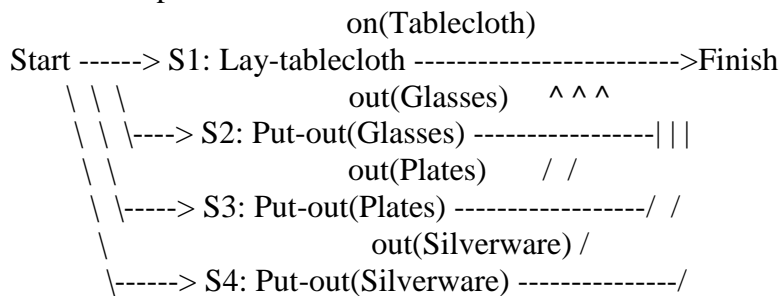 on(Tablecloth)
Start ------> S1: Lay-tablecloth ------------------------->Finish
\ \ \ out(Glasses) ^ ^ ^
\ \ \----> S2: Put-out(Glasses) -----------------| | |
\ \ out(Plates) / /
\ \-----> S3: Put-out(Plates) ------------------/ /
\ out(Silverware) /
\------> S4: Put-out(Silverware) ---------------/